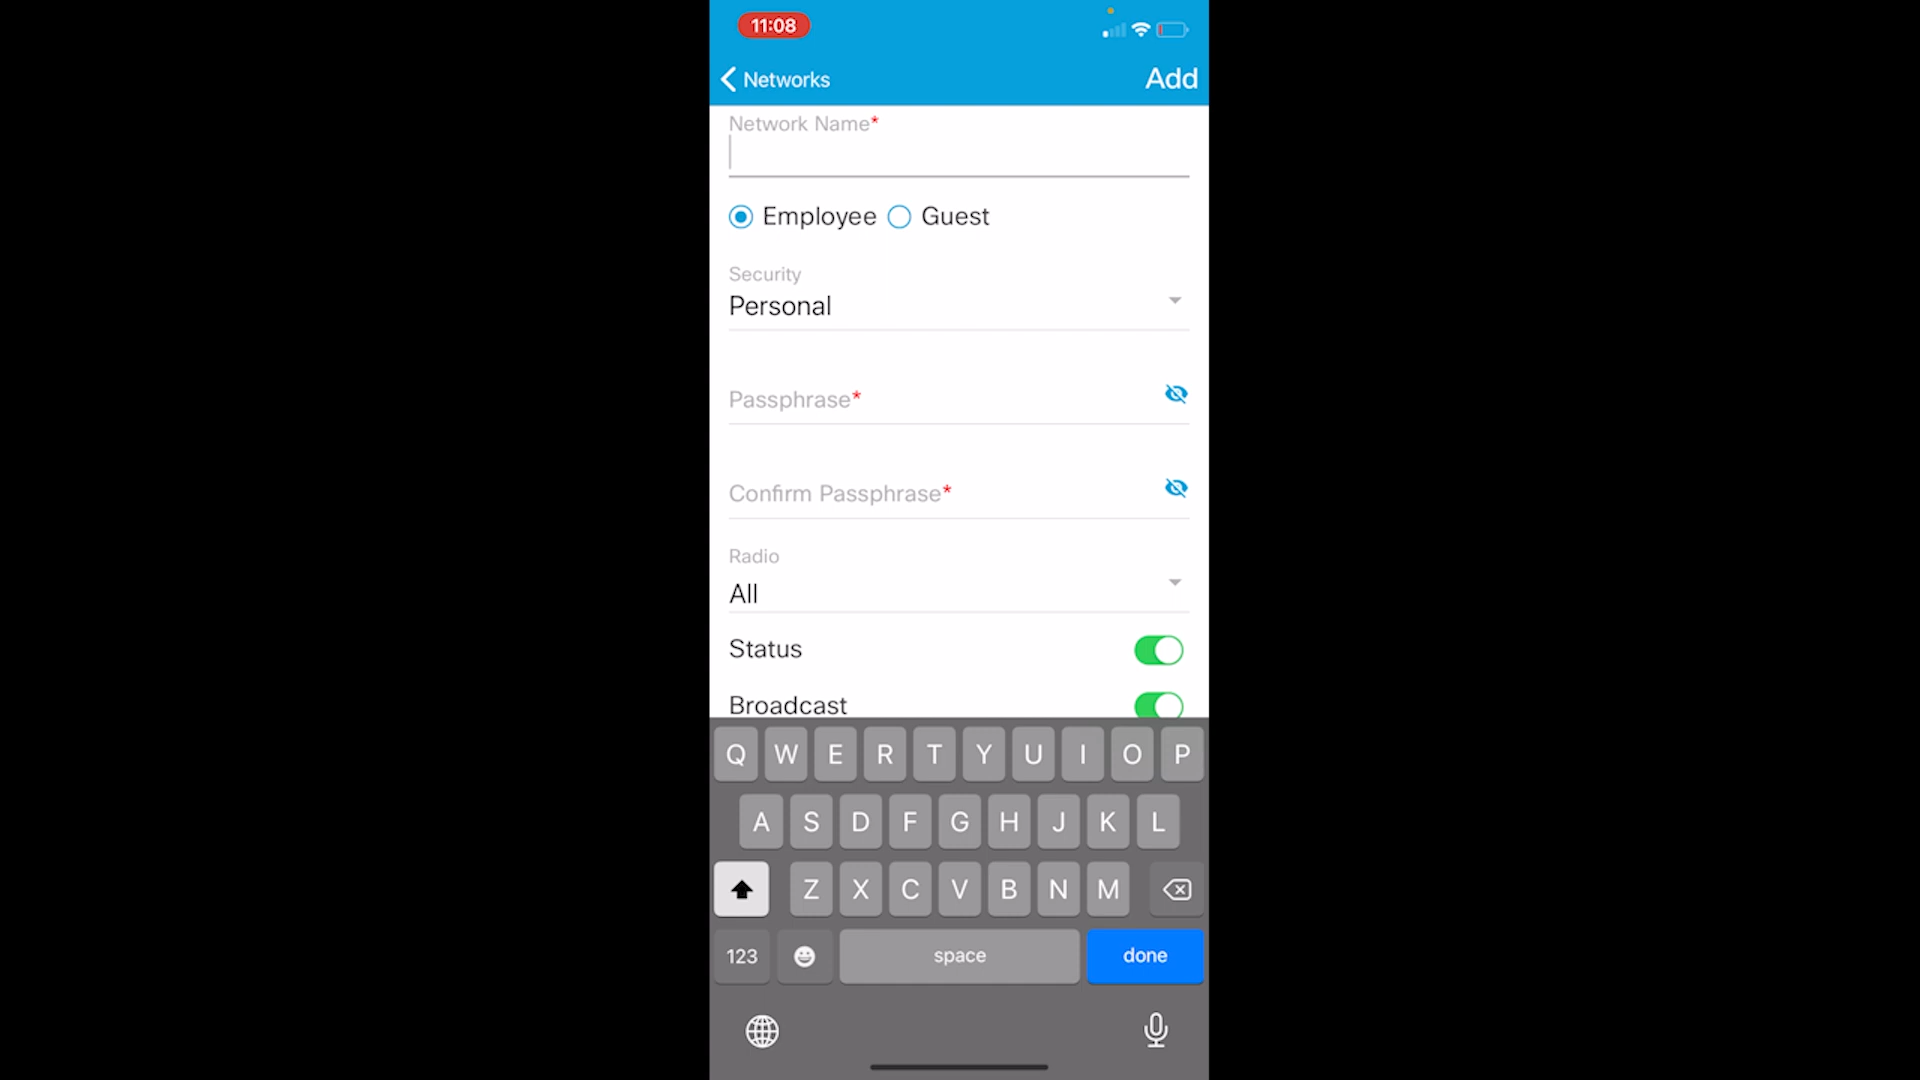 11:08
Networks Add
Network Name*
Employee Guest
Security
Personal
Passphrase*
Confirm Passphrase*
Radio
All
Status
Broadcast
Q W E R T Y U I O P
A S D F G H J K L
Z X C V B N M
123 space done